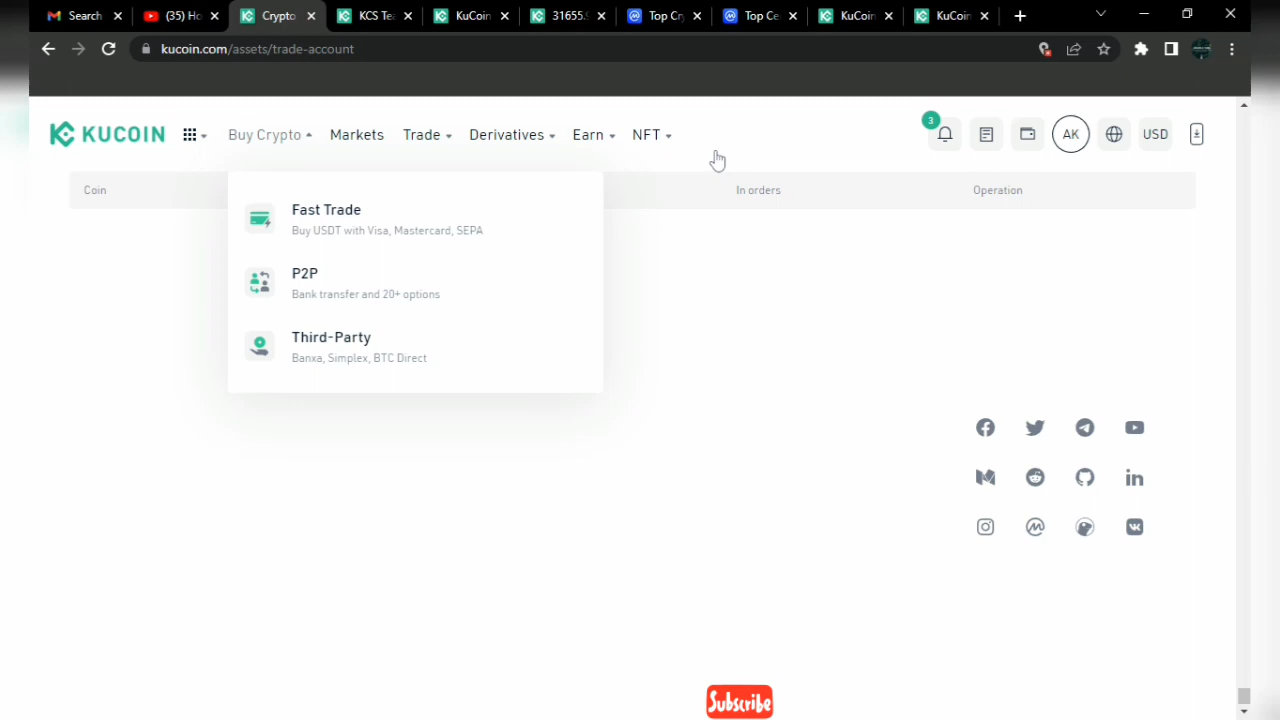 Search
(35) Ho
Crypto
KCS Tea
KuCoin
31655.
Top Cr
Top Ce
KuCoin
KuCoin
kucoin.com/assets/trade-account
KUCOIN
Buy Crypto
Markets
Trade
Derivatives
Earn
NFT
3
AK
USD
Coin
In orders
Operation
Fast Trade
Buy USDT with Visa, Mastercard, SEPA
P2P
Bank transfer and 20+ options
Third-Party
Banxa, Simplex, BTC Direct
Subscribe